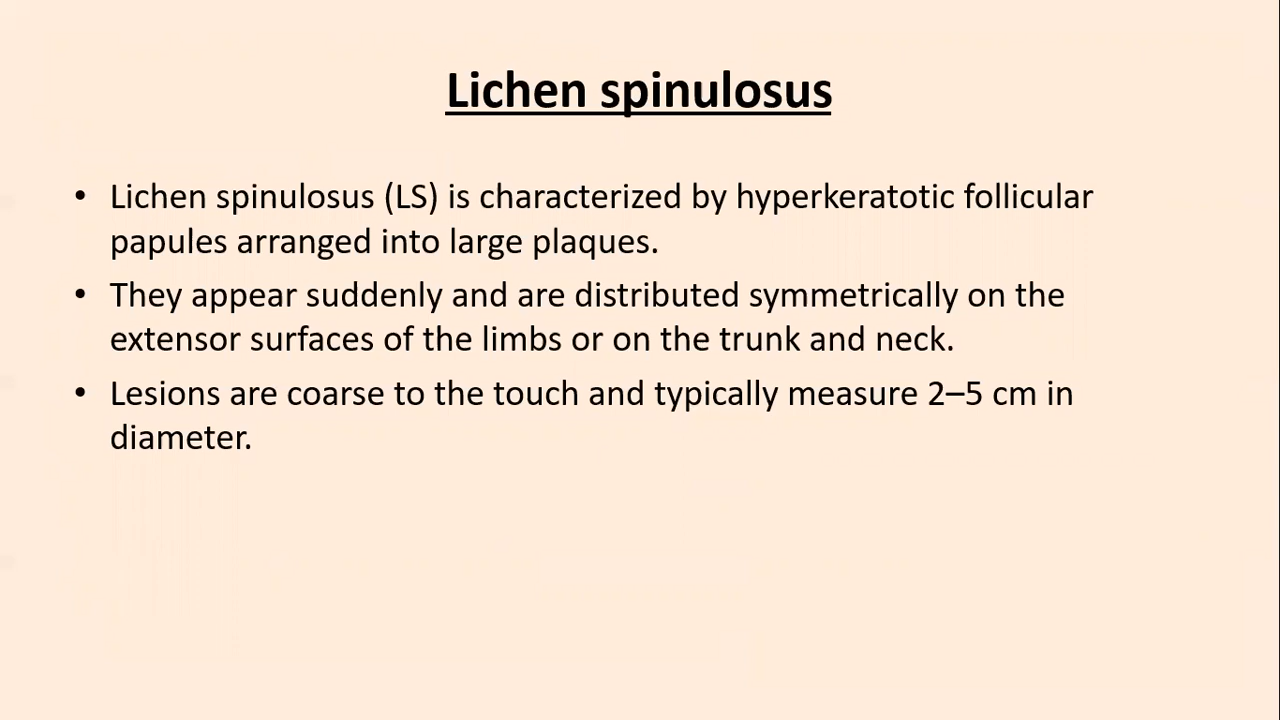 Lichen spinulosus
• Lichen spinulosus (LS) is characterized by hyperkeratotic follicular
papules arranged into large plaques.
• They appear suddenly and are distributed symmetrically on the
extensor surfaces of the limbs or on the trunk and neck.
• Lesions are coarse to the touch and typically measure 2–5 cm in
diameter.